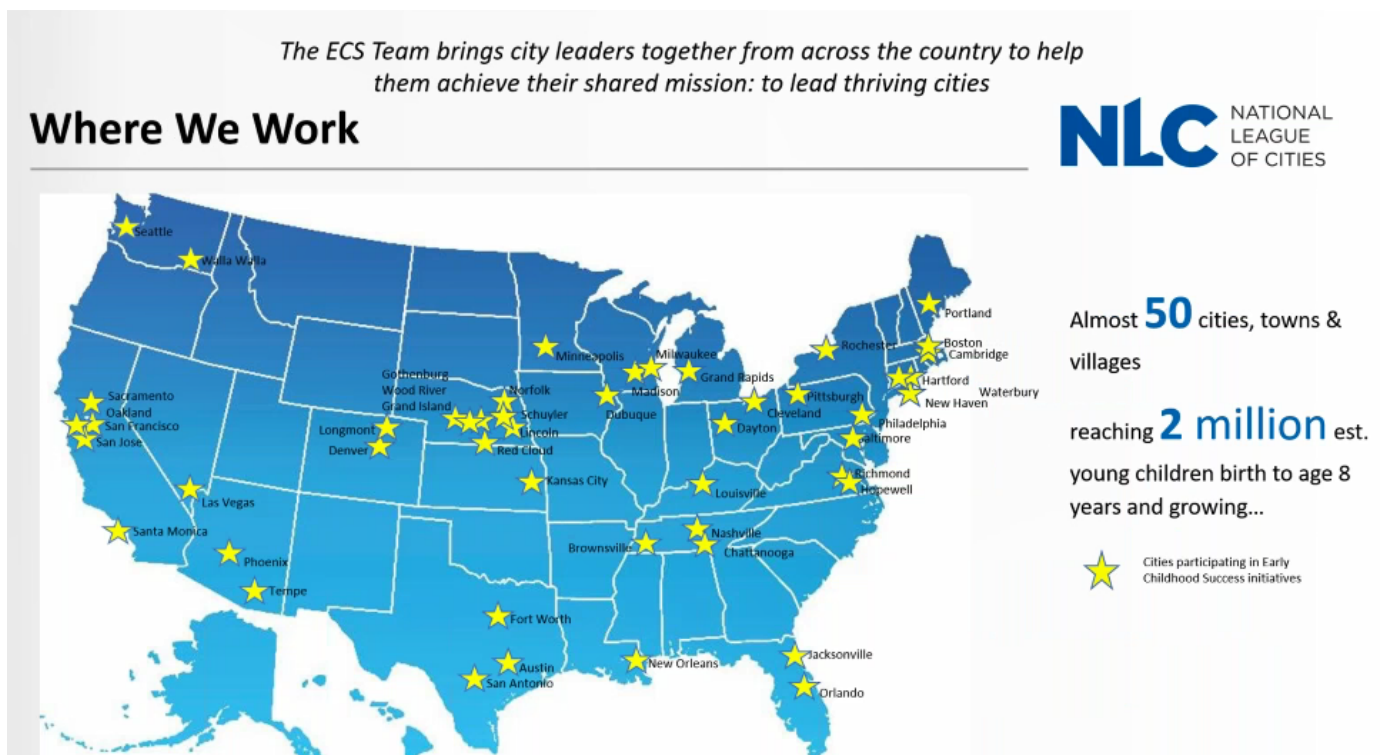 The ECS Team brings city leaders together from across the country to help
them achieve their shared mission: to lead thriving cities
Where We Work
NLC
NATIONAL
LEAGUE
OF CITIES
Seattle
Walla Walla
Portland
Minneapolis
Milwaukee
Rochester
Boston
Cambridge
Gothenburg
Wood River
Grand Island
Norfolk
Schuyler
Lincoln
Red Cloud
Madison
Grand Rapids
Dubuque
Hartford
Waterbury
New Haven
Pittsburgh
Cleveland
Dayton
Philadelphia
Baltimore
Sacramento
Oakland
San Francisco
San Jose
Longmont
Denver
Kansas City
Louisville
Richmond
Hopewell
Las Vegas
Santa Monica
Phoenix
Tempe
Brownsville
Nashville
Chattanooga
Fort Worth
Austin
San Antonio
New Orleans
Jacksonville
Orlando
Almost 50 cities, towns &
villages
reaching 2 million est.
young children birth to age 8
years and growing...
Cities participating in Early
Childhood Success initiatives